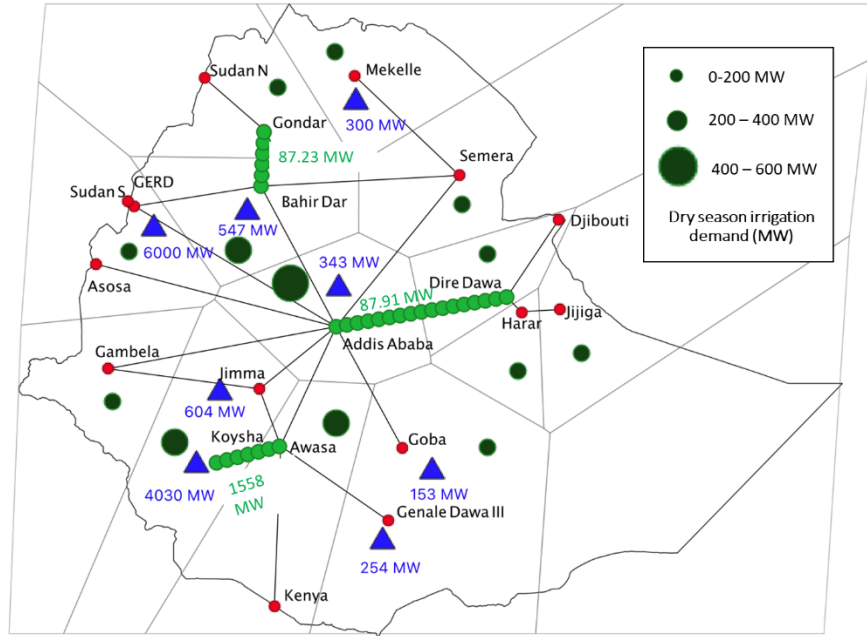 Sudan N
Mekelle
300 MW
Gondar
87.23 MW
Semera
Sudan S
GERD
Bahir Dar
547 MW
6000 MW
Djibouti
343 MW
Dire Dawa
87.91 MW
Asosa
Harar
Jijiga
Addis Ababa
Gambela
Jimma
604 MW
Koysha
Awasa
Goba
4030 MW
1558
MW
153 MW
Genale Dawa III
254 MW
Kenya
0-200 MW
200 – 400 MW
400 – 600 MW
Dry season irrigation
demand (MW)